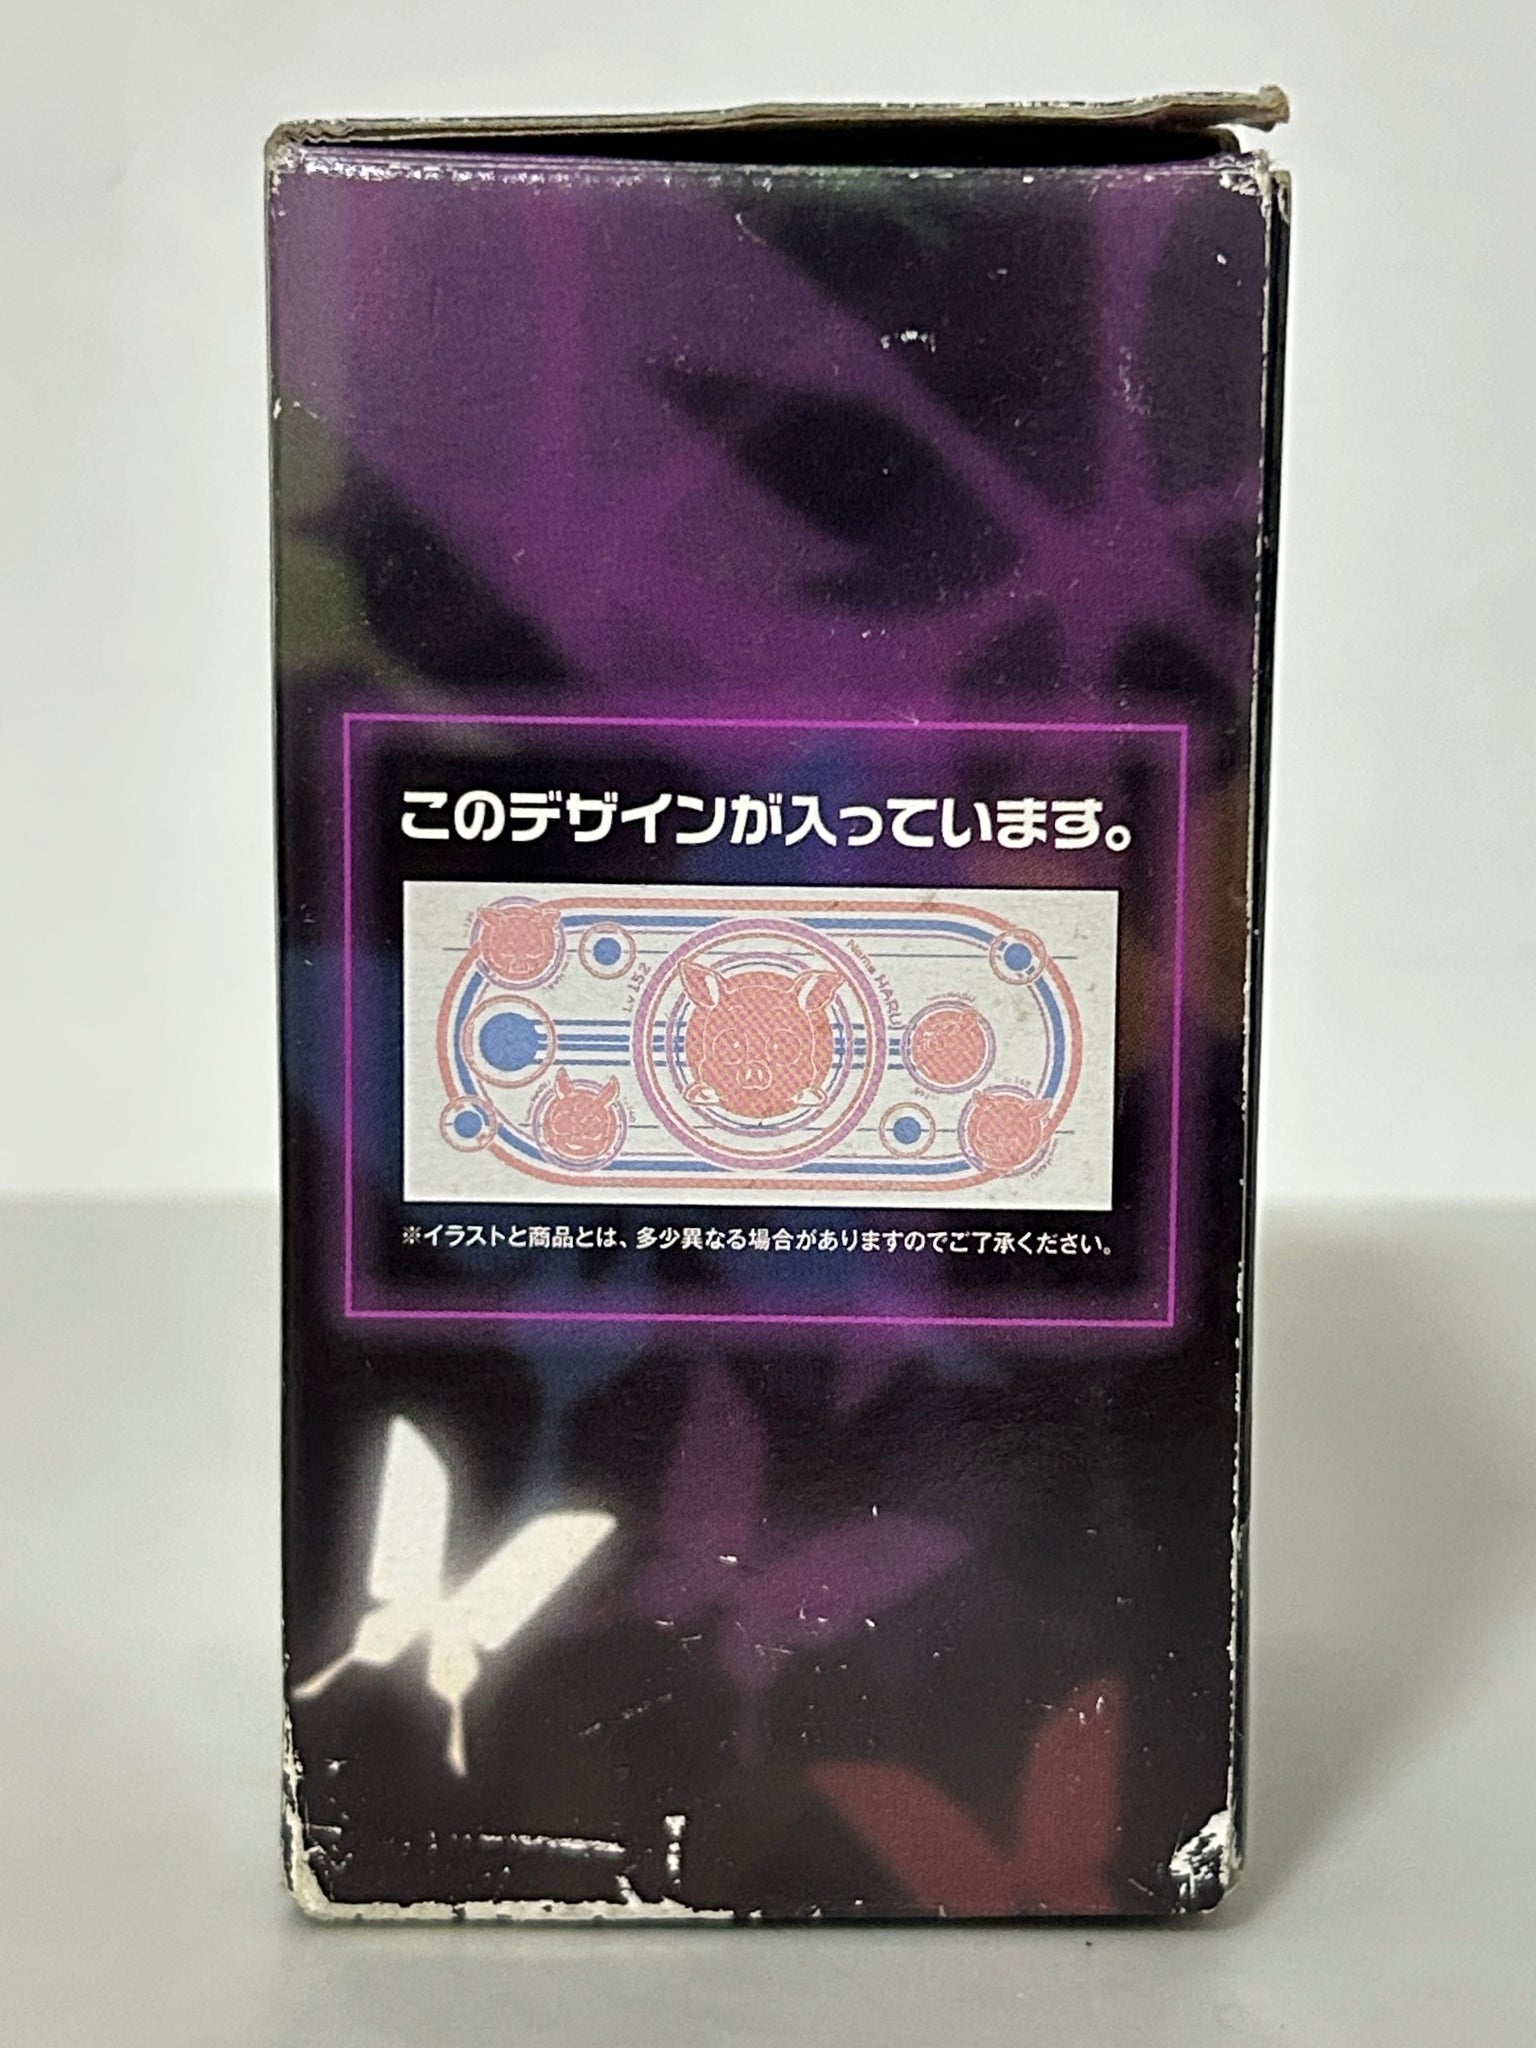 このデザインが入っています。
Lv 152
Name HARU
※イラストと商品とは、多少異なる場合がありますのでご了承ください。